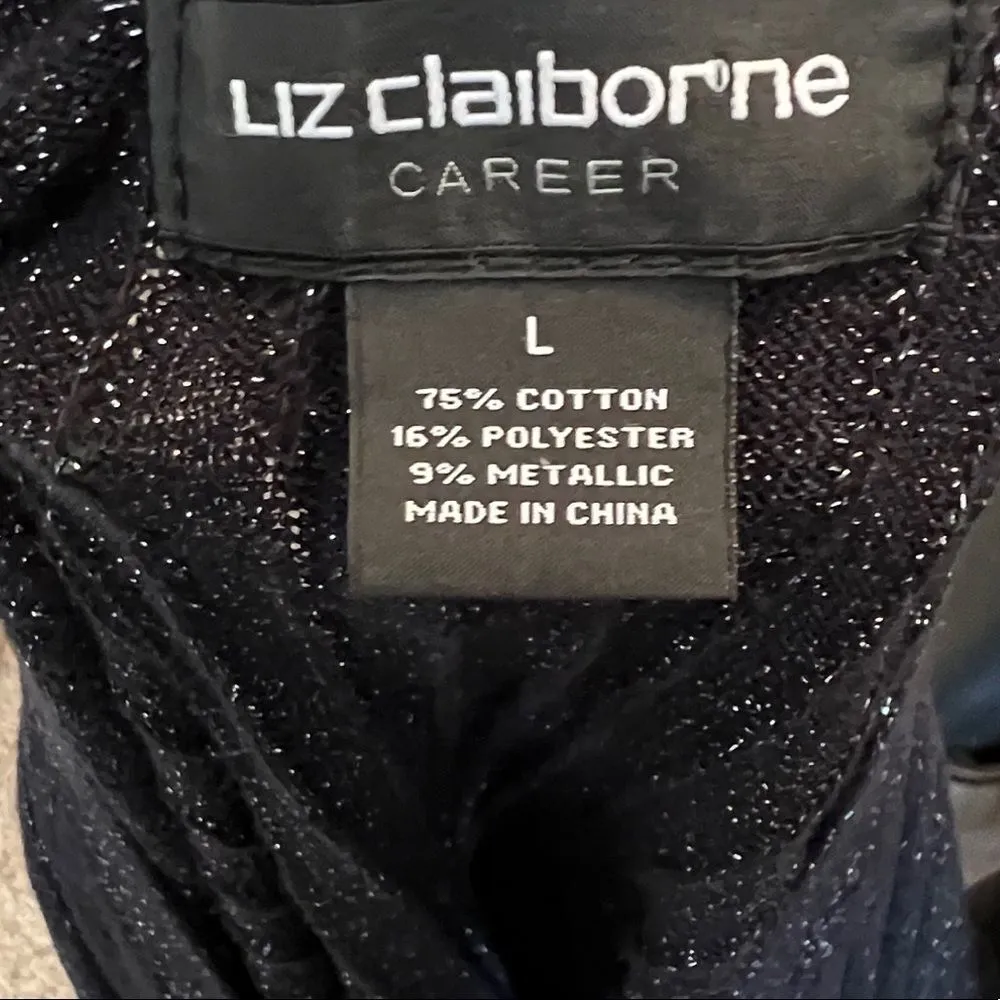 Liz claiborne
CAREER
L
75% COTTON
16% POLYESTER
9% METALLIC
MADE IN CHINA